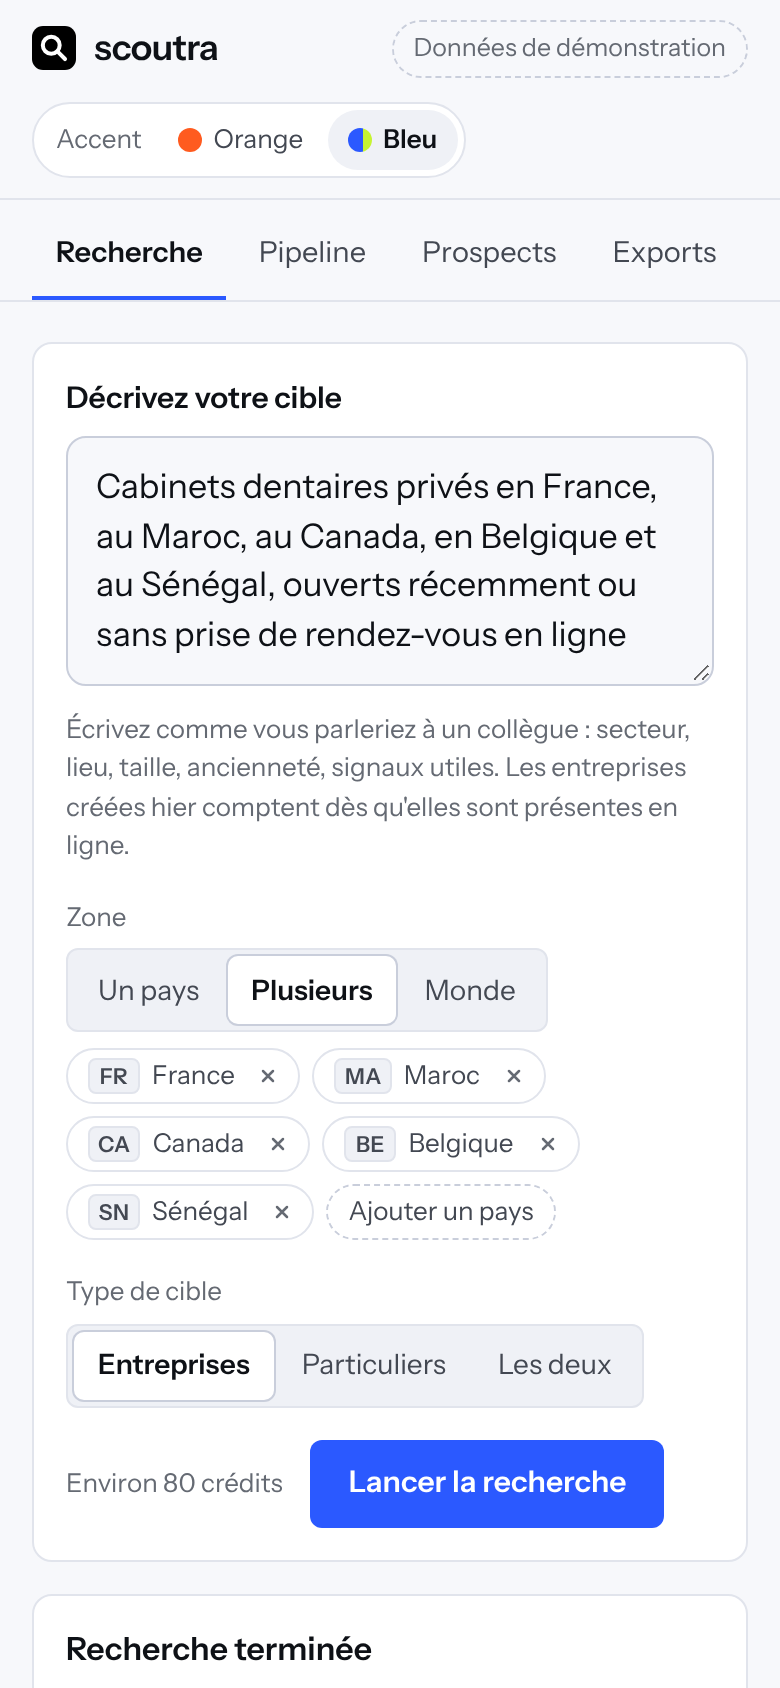 scoutra
Données de démonstration
Accent Orange Bleu
Recherche Pipeline Prospects Exports
Décrivez votre cible
Cabinets dentaires privés en France,
au Maroc, au Canada, en Belgique et
au Sénégal, ouverts récemment ou
sans prise de rendez-vous en ligne
Écrivez comme vous parleriez à un collègue : secteur,
lieu, taille, ancienneté, signaux utiles. Les entreprises
créées hier comptent dès qu'elles sont présentes en
ligne.
Zone
Un pays Plusieurs Monde
FR France × MA Maroc ×
CA Canada × BE Belgique ×
SN Sénégal × Ajouter un pays
Type de cible
Entreprises Particuliers Les deux
Environ 80 crédits Lancer la recherche
Recherche terminée